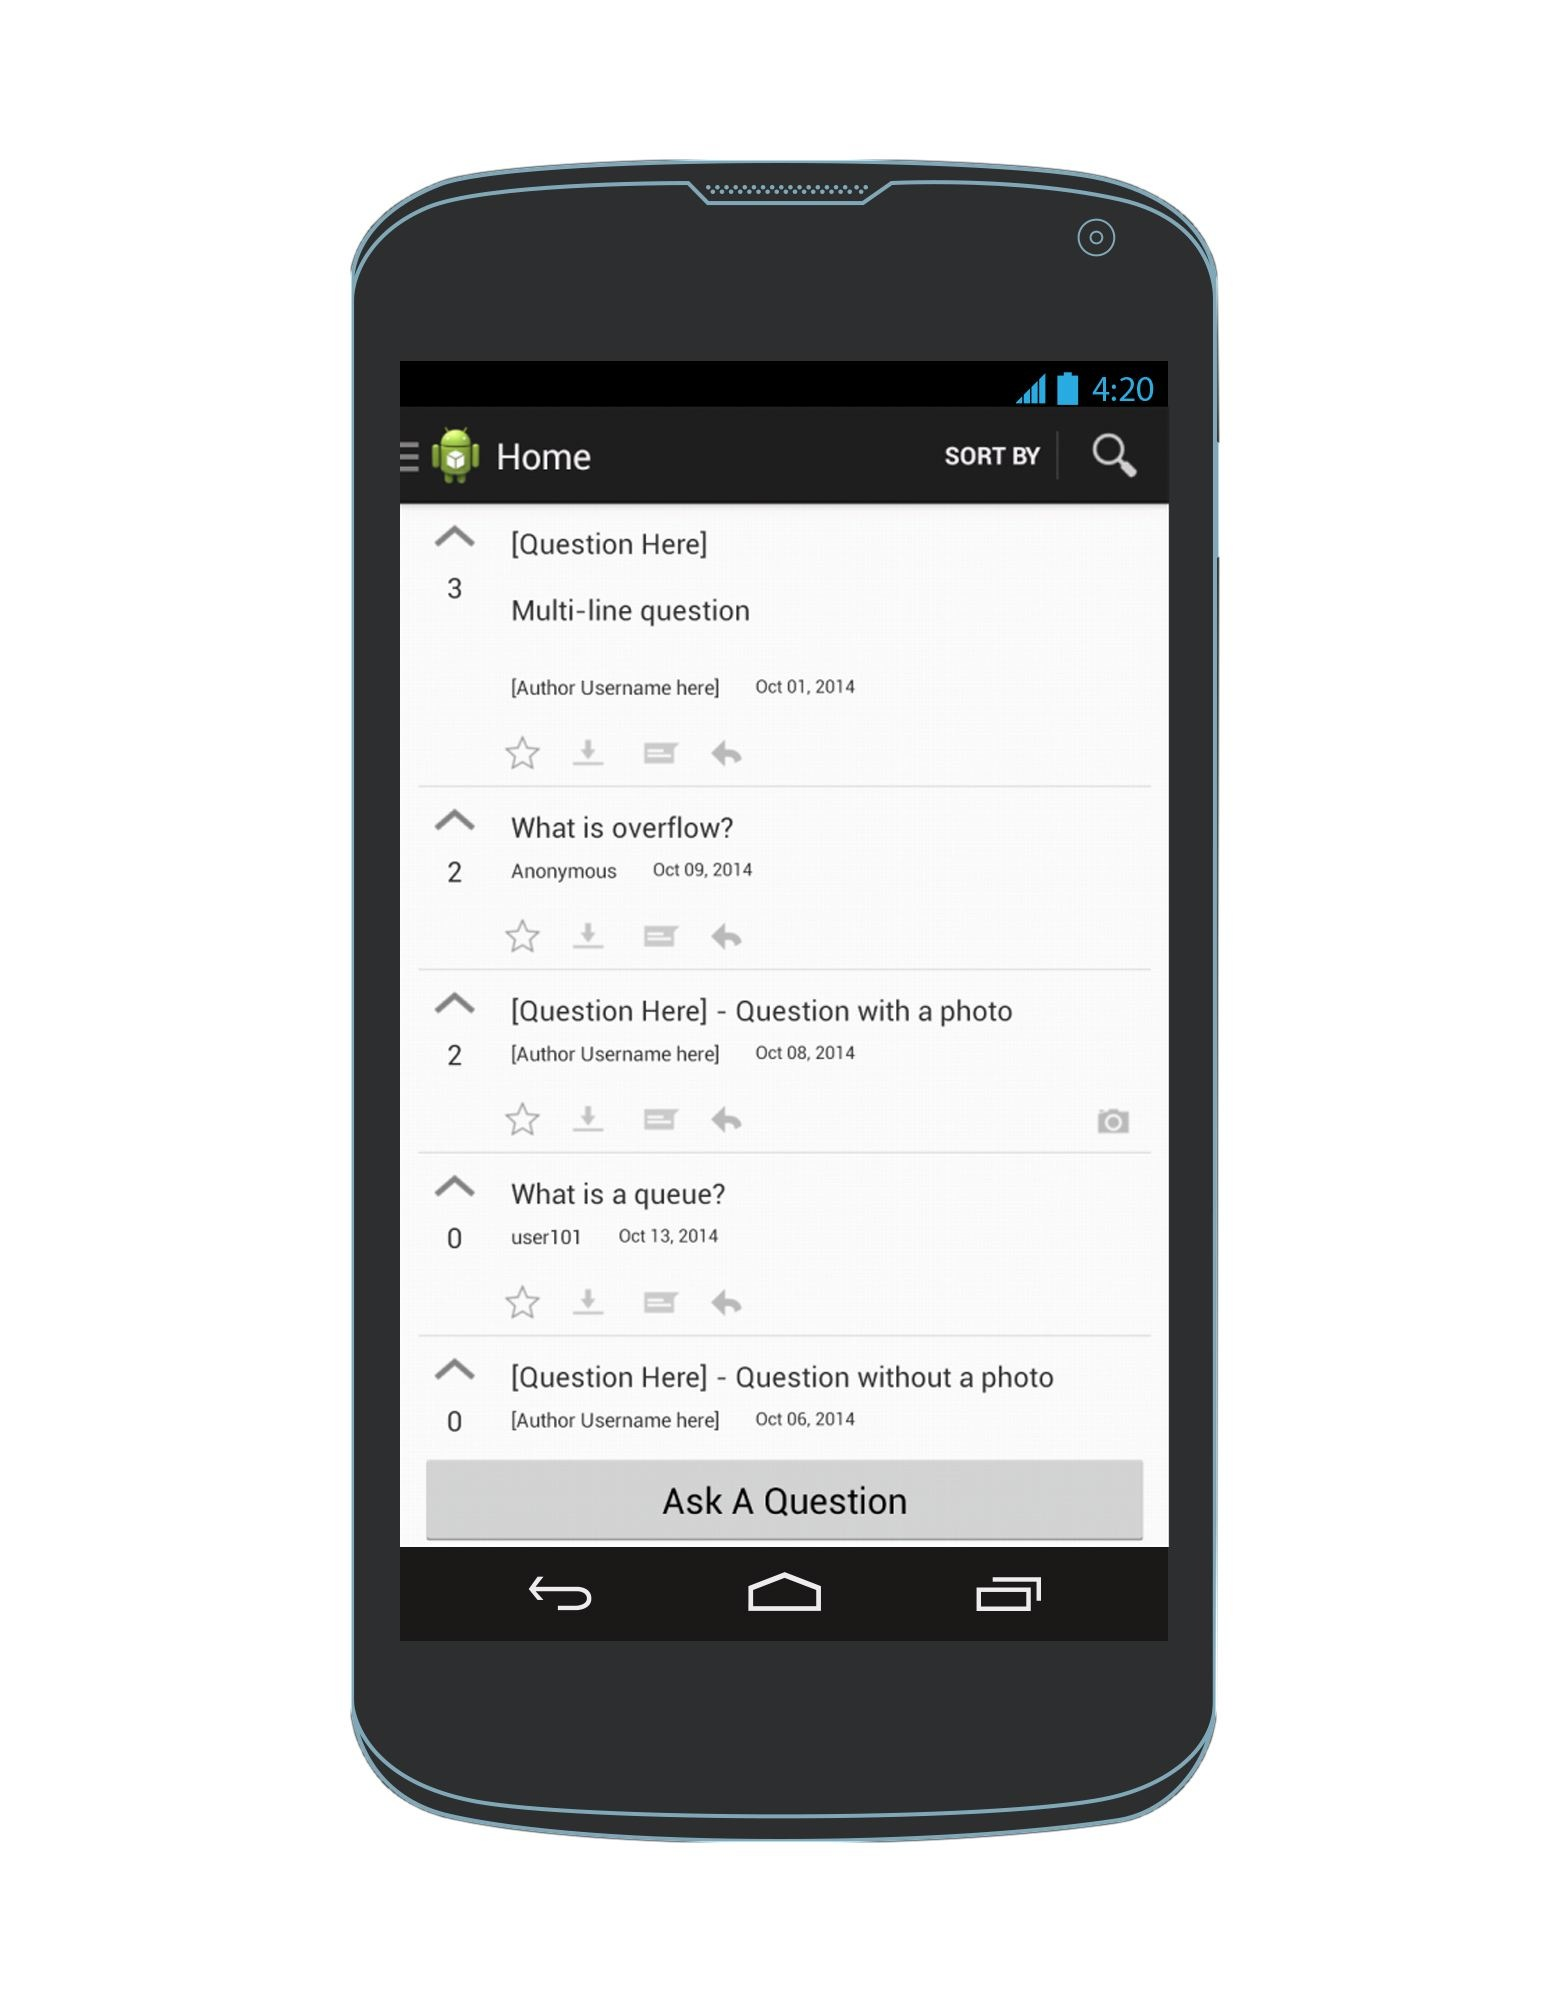 4:20
Home SORT BY
[Question Here]
3
Multi-line question
[Author Username here] Oct 01, 2014
What is overflow?
2 Anonymous Oct 09, 2014
[Question Here] - Question with a photo
2 [Author Username here] Oct 08, 2014
What is a queue?
0 user101 Oct 13, 2014
[Question Here] - Question without a photo
0 [Author Username here] Oct 06, 2014
Ask A Question